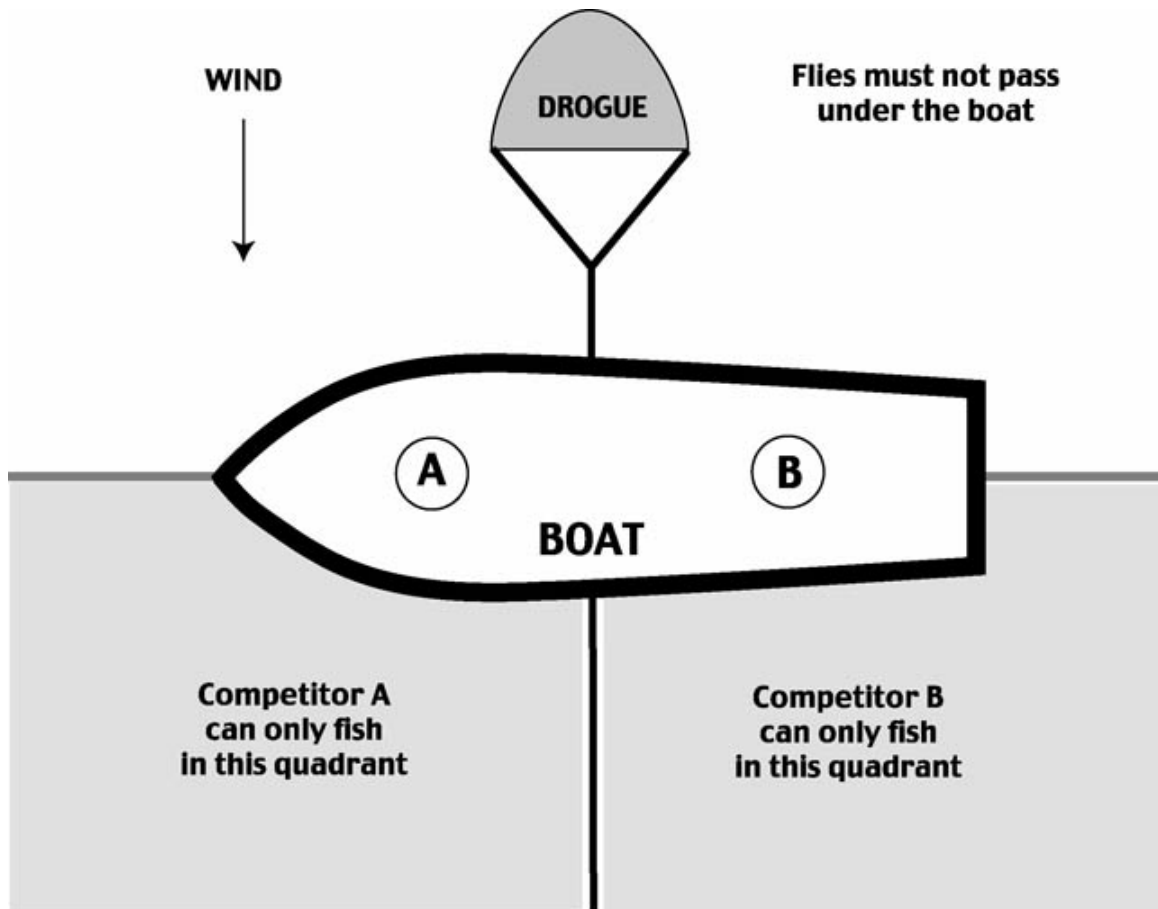 WIND
DROGUE
Flies must not pass
under the boat
A
B
BOAT
Competitor A
can only fish
in this quadrant
Competitor B
can only fish
in this quadrant